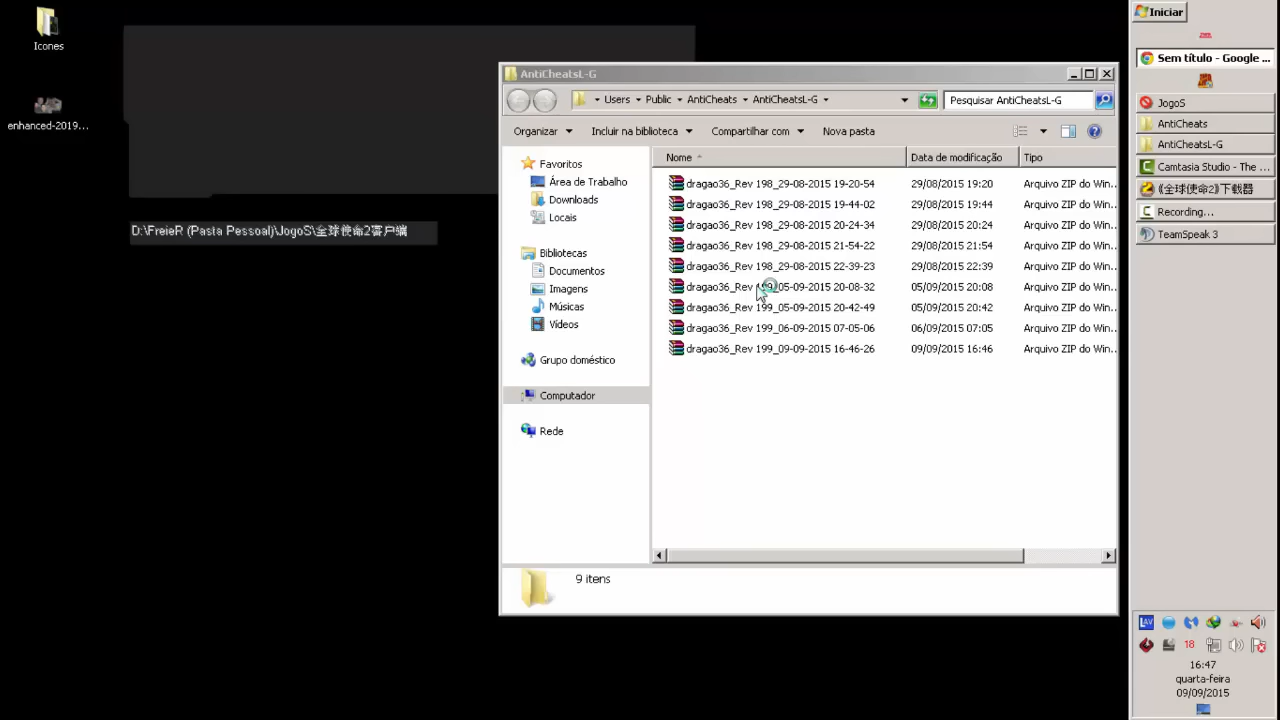 Icones
enhanced-2019...
D:\FreieR (Pasta Pessoal)\JogoS\全球使命2客户端
AntiCheatsL-G
Users
Public
AntiCheats
AntiCheatsL-G
Pesquisar AntiCheatsL-G
Organizar
Incluir na biblioteca
Compartilhar com
Nova pasta
Favoritos
Área de Trabalho
Downloads
Locais
Bibliotecas
Documentos
Imagens
Músicas
Vídeos
Grupo doméstico
Computador
Rede
Nome
Data de modificação
Tipo
dragao36_Rev 198_29-08-2015 19-20-54 29/08/2015 19:20 Arquivo ZIP do Win...
dragao36_Rev 198_29-08-2015 19-44-02 29/08/2015 19:44 Arquivo ZIP do Win...
dragao36_Rev 198_29-08-2015 20-24-34 29/08/2015 20:24 Arquivo ZIP do Win...
dragao36_Rev 198_29-08-2015 21-54-22 29/08/2015 21:54 Arquivo ZIP do Win...
dragao36_Rev 198_29-08-2015 22-39-23 29/08/2015 22:39 Arquivo ZIP do Win...
dragao36_Rev 199_05-09-2015 20-08-32 05/09/2015 20:08 Arquivo ZIP do Win...
dragao36_Rev 199_05-09-2015 20-42-49 05/09/2015 20:42 Arquivo ZIP do Win...
dragao36_Rev 199_06-09-2015 07-05-06 06/09/2015 07:05 Arquivo ZIP do Win...
dragao36_Rev 199_09-09-2015 16-46-26 09/09/2015 16:46 Arquivo ZIP do Win...
9 itens
Iniciar
Sem título - Google ...
JogoS
AntiCheats
AntiCheatsL-G
Camtasia Studio - The ...
《全球使命2》下载器
Recording...
TeamSpeak 3
LAV
18
16:47
quarta-feira
09/09/2015